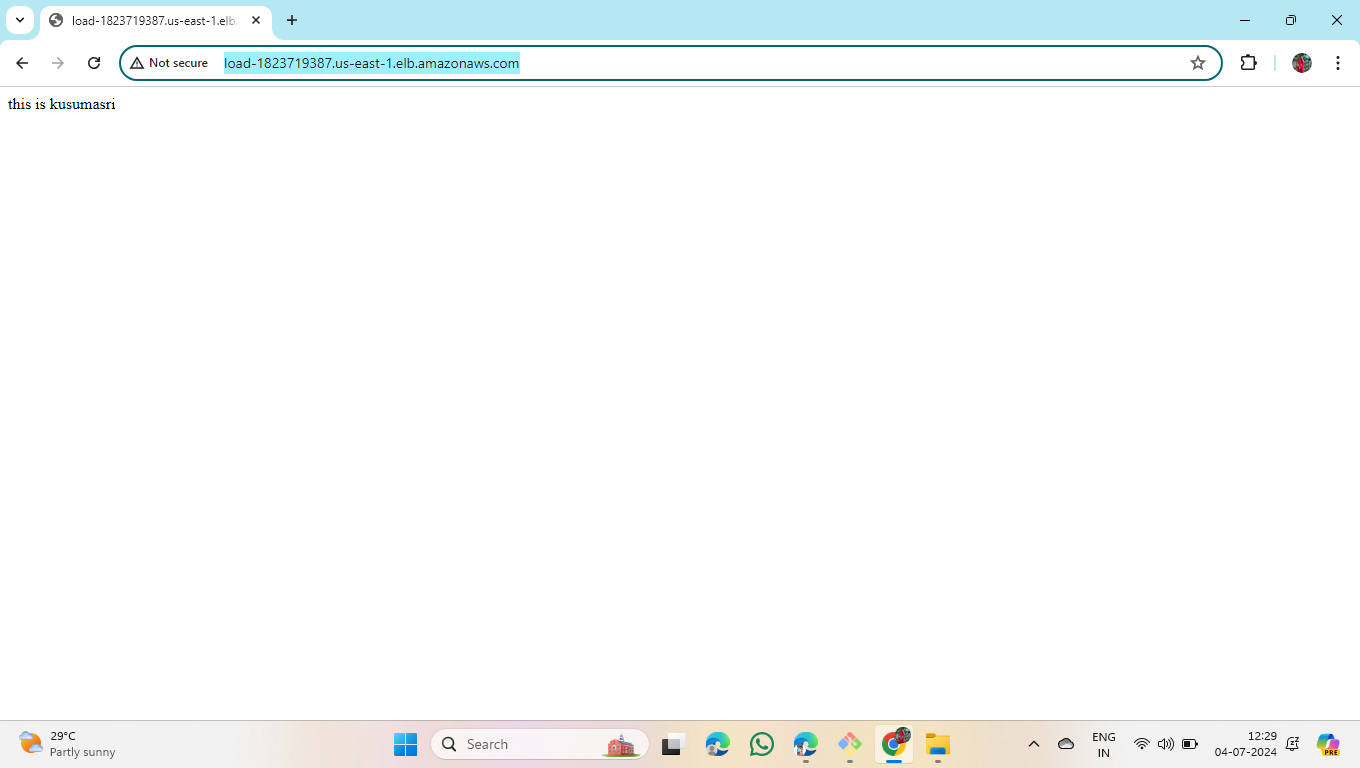 load-1823719387.us-east-1.elb.
Not secure
load-1823719387.us-east-1.elb.amazonaws.com
this is kusumasri
29°C
Partly sunny
Search
ENG
IN
12:29
04-07-2024
PRE